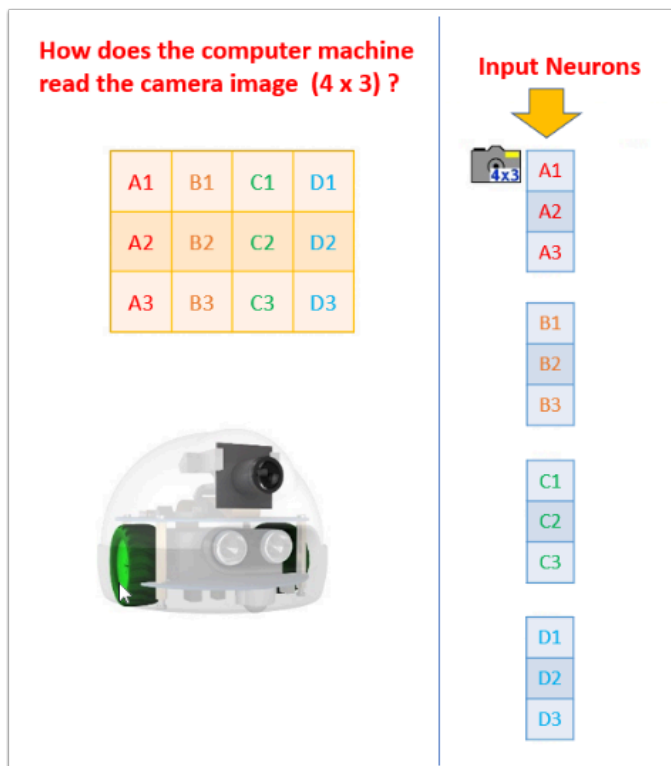 How does the computer machine
read the camera image (4 x 3) ?
A1 B1 C1 D1
A2 B2 C2 D2
A3 B3 C3 D3
Input Neurons
4x3
A1
A2
A3
B1
B2
B3
C1
C2
C3
D1
D2
D3